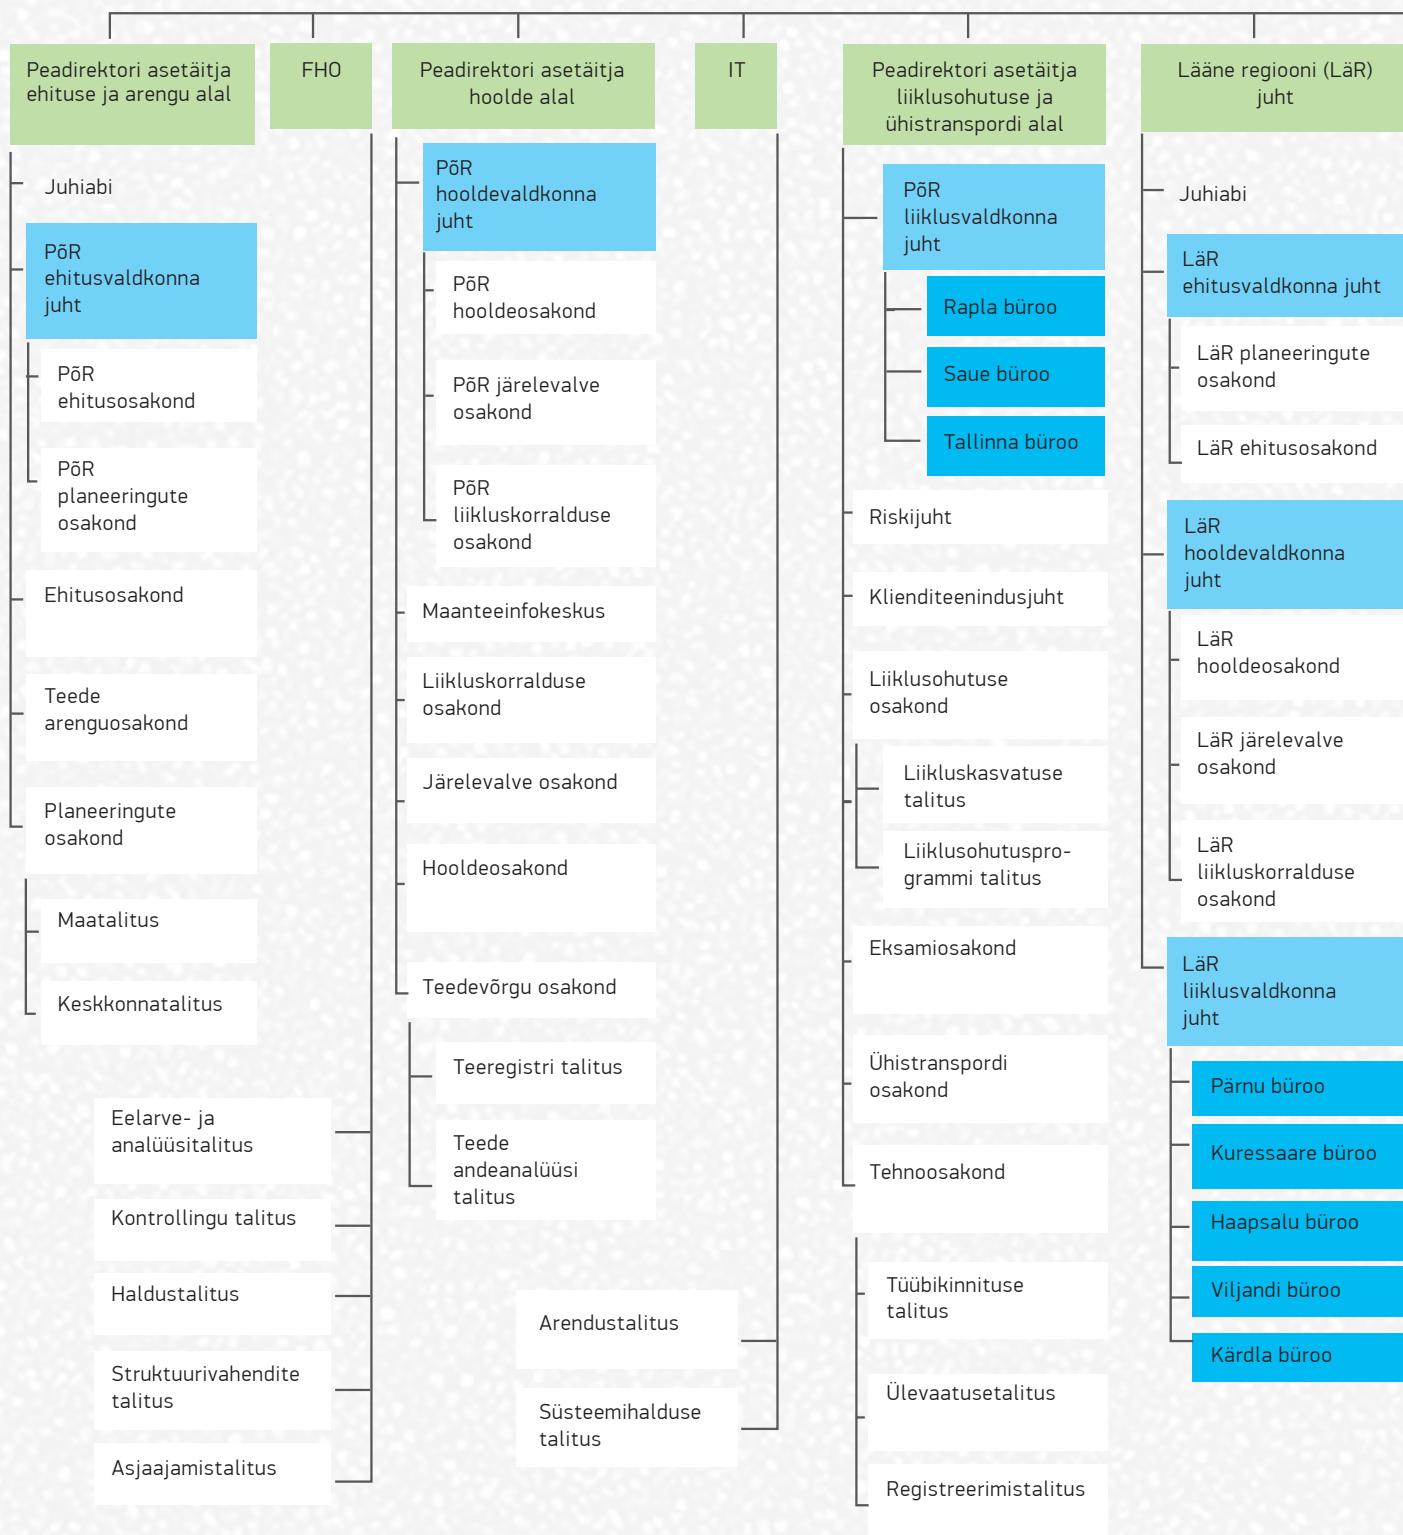 Peadirektori asetäitja
ehituse ja arengu alal
Juhiabi
PõR
ehitusvaldkonna
juht
PõR
ehitusosakond
PõR
planeeringute
osakond
Ehitusosakond
Teede
arenguosakond
Planeeringute
osakond
Maatalitus
Keskkonnatalitus
FHO
Eelarve- ja
analüüsitalitus
Kontrollingu talitus
Haldustalitus
Struktuurivahendite
talitus
Asjaajamistalitus
Peadirektori asetäitja
hoolde alal
PõR
hooldevaldkonna
juht
PõR
hooldeosakond
PõR järelevalve
osakond
PõR
liikluskorralduse
osakond
Maanteeinfokeskus
Liikluskorralduse
osakond
Järelevalve osakond
Hooldeosakond
Teedevõrgu osakond
Teeregistri talitus
Teede
andeanalüüsi
talitus
IT
Arendustalitus
Süsteemihalduse
talitus
Peadirektori asetäitja
liiklusohutuse ja
ühistranspordi alal
PõR
liiklusvaldkonna
juht
Rapla büroo
Saue büroo
Tallinna büroo
Riskijuht
Klienditeenindusjuht
Liiklusohutuse
osakond
Liikluskasvatuse
talitus
Liiklusohutuspro-
grammi talitus
Eksamiosakond
Ühistranspordi
osakond
Tehnoosakond
Tüübikinnituse
talitus
Ülevaatusetalitus
Registreerimistalitus
Lääne regiooni (LäR)
juht
Juhiabi
LäR
ehitusvaldkonna juht
LäR planeeringute
osakond
LäR ehitusosakond
LäR
hooldevaldkonna
juht
LäR
hooldeosakond
LäR järelevalve
osakond
LäR
liikluskorralduse
osakond
LäR
liiklusvaldkonna
juht
Pärnu büroo
Kuressaare büroo
Haapsalu büroo
Viljandi büroo
Kärdla büroo